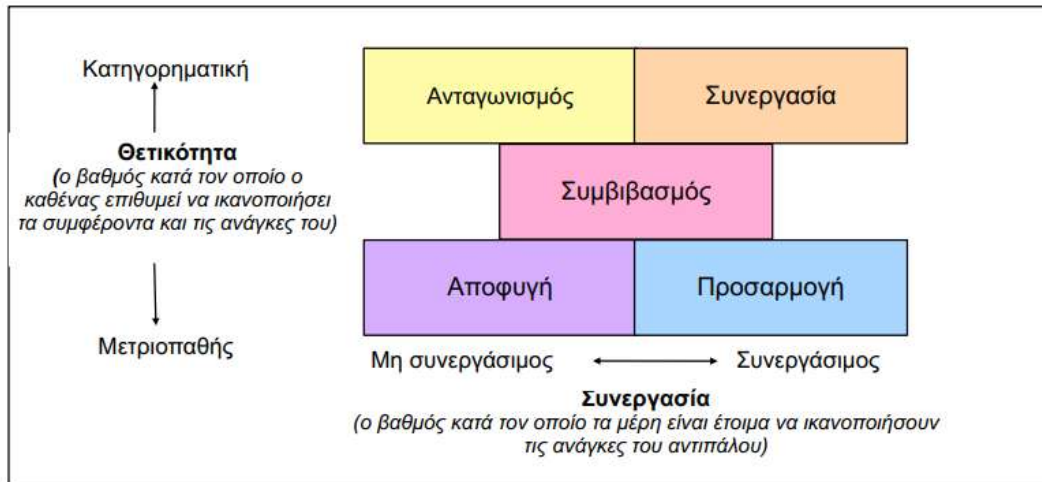 Κατηγορηματική
Θετικότητα
(ο βαθμός κατά τον οποίο ο
καθένας επιθυμεί να ικανοποιήσει
τα συμφέροντα και τις ανάγκες του)
Μετριοπαθής
Ανταγωνισμός
Συνεργασία
Συμβιβασμός
Αποφυγή
Προσαρμογή
Μη συνεργάσιμος
Συνεργάσιμος
Συνεργασία
(ο βαθμός κατά τον οποίο τα μέρη είναι έτοιμα να ικανοποιήσουν
τις ανάγκες του αντιπάλου)